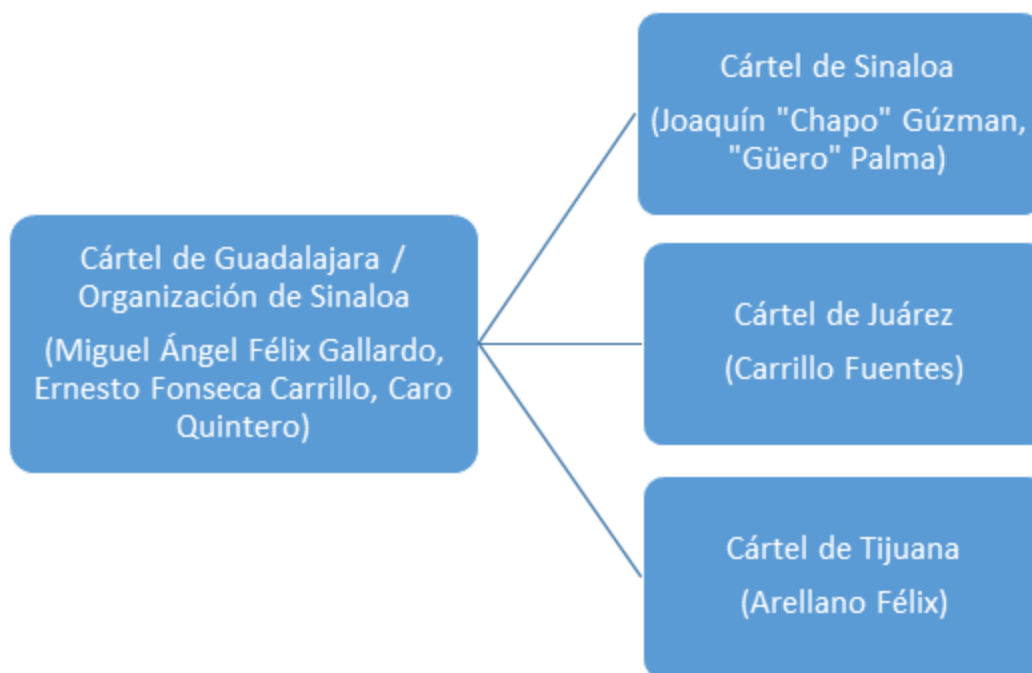 Cártel de Guadalajara /
Organización de Sinaloa
(Miguel Ángel Félix Gallardo,
Ernesto Fonseca Carrillo, Caro
Quintero)
Cártel de Sinaloa
(Joaquín "Chapo" Gúzman,
"Güero" Palma)
Cártel de Juárez
(Carrillo Fuentes)
Cártel de Tijuana
(Arellano Félix)